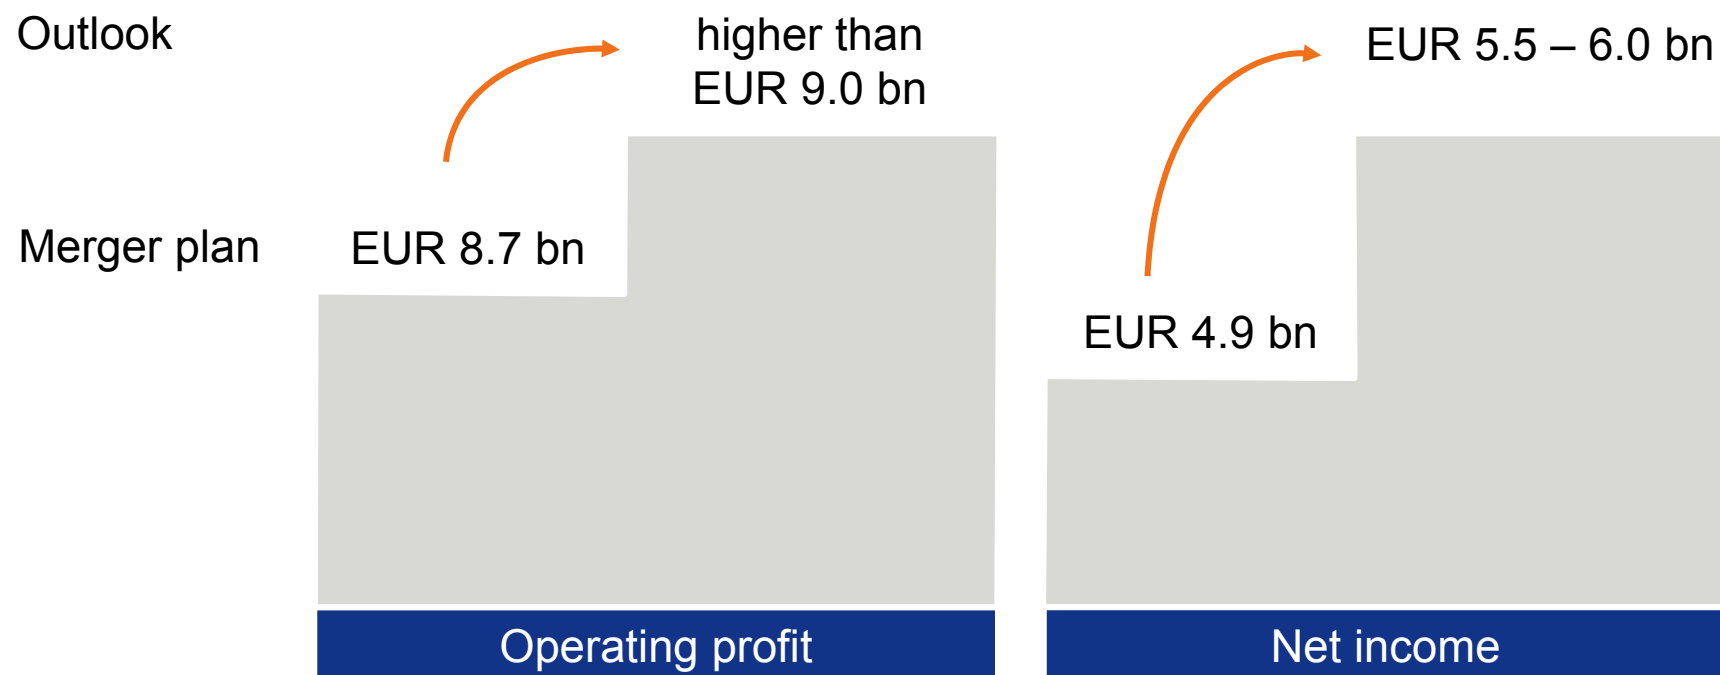 Outlook
higher than
EUR 9.0 bn
EUR 5.5 – 6.0 bn
Merger plan
EUR 8.7 bn
EUR 4.9 bn
Operating profit
Net income